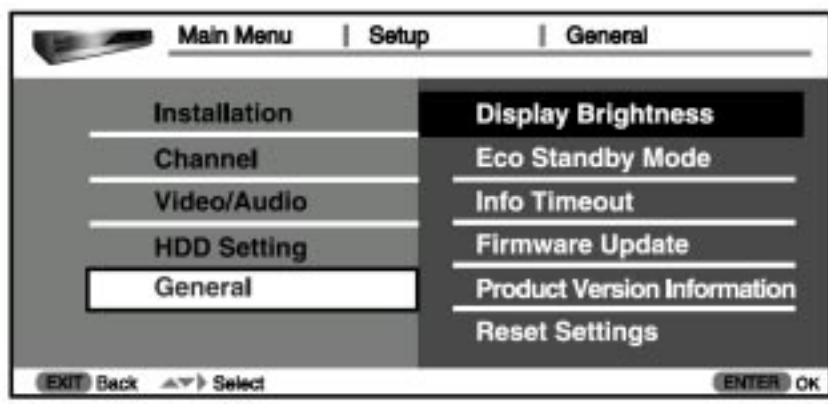 Main Menu | Setup | General
Installation
Channel
Video/Audio
HDD Setting
General
Display Brightness
Eco Standby Mode
Info Timeout
Firmware Update
Product Version Information
Reset Settings
EXIT Back Select ENTER OK